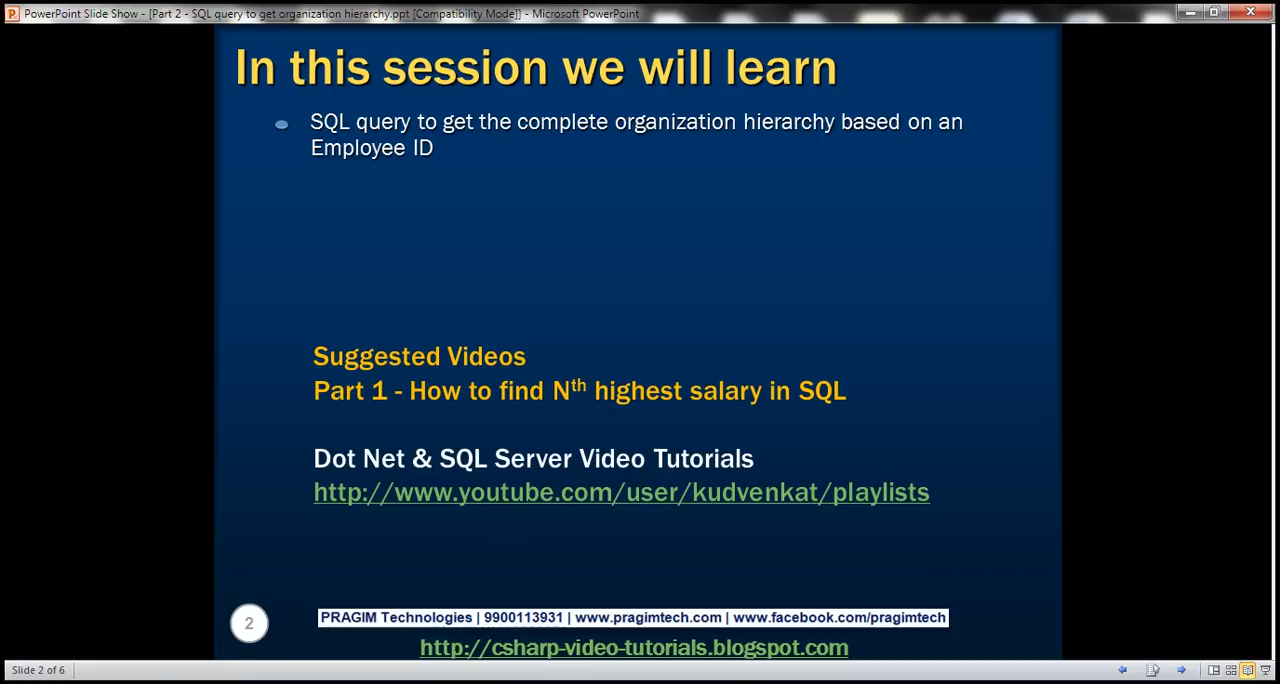 PowerPoint Slide Show - [Part 2 - SQL query to get organization hierarchy.ppt [Compatibility Mode]] - Microsoft PowerPoint
In this session we will learn
SQL query to get the complete organization hierarchy based on an
Employee ID
Suggested Videos
Part 1 - How to find Nth highest salary in SQL
Dot Net & SQL Server Video Tutorials
http://www.youtube.com/user/kudvenkat/playlists
2
PRAGIM Technologies | 9900113931 | www.pragimtech.com | www.facebook.com/pragimtech
http://csharp-video-tutorials.blogspot.com
Slide 2 of 6